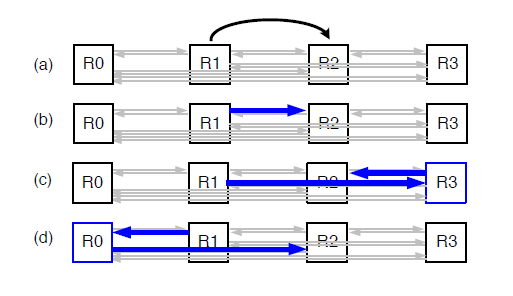 (a) R0 R1 R2 R3
(b) R0 R1 R2 R3
(c) R0 R1 R2 R3
(d) R0 R1 R2 R3